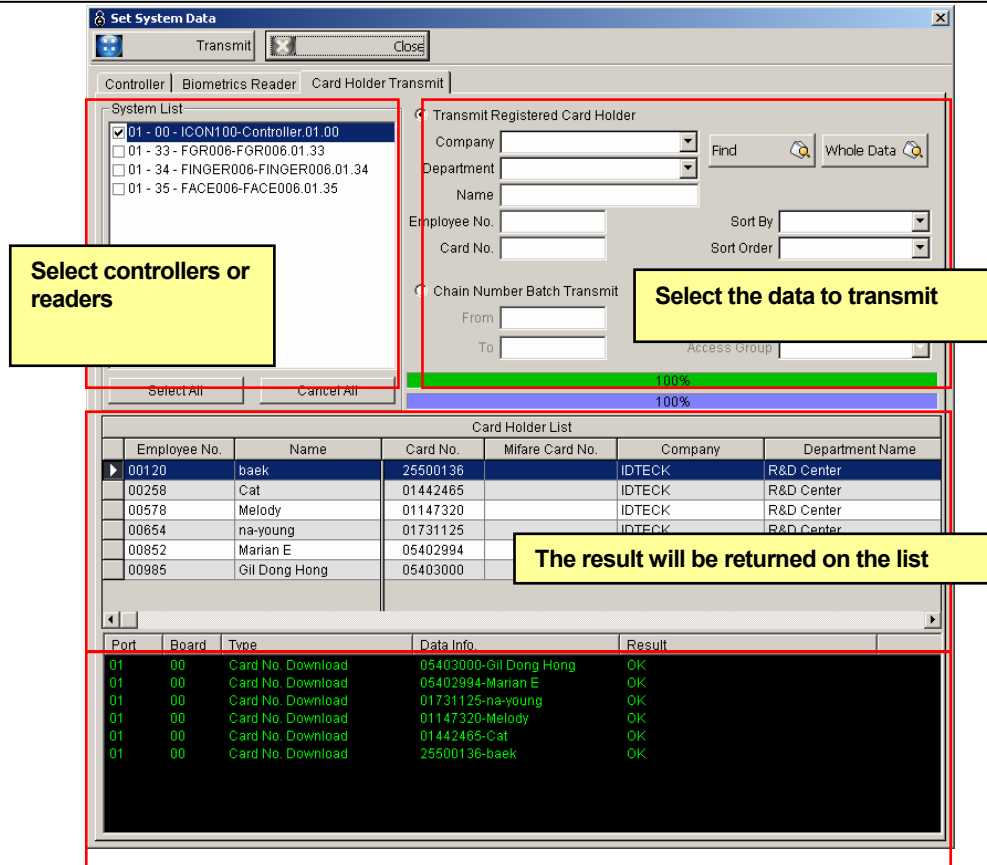 Set System Data
Transmit Close
Controller Biometrics Reader Card Holder Transmit
System List
01 - 00 - ICON100-Controller.01.00
01 - 33 - FGR006-FGR006.01.33
01 - 34 - FINGER006-FINGER006.01.34
01 - 35 - FACE006-FACE006.01.35
Select controllers or
readers
Select All Cancel All
Transmit Registered Card Holder
Company
Department
Name
Employee No.
Card No.
Find Whole Data
Sort By
Sort Order
Chain Number Batch Transmit
From
To
Select the data to transmit
Access Group
100%
100%
Card Holder List
Employee No. Name Card No. Mifare Card No. Company Department Name
00120 baek 25500136 IDTECK R&D Center
00258 Cat 01442465 IDTECK R&D Center
00578 Melody 01147320 IDTECK R&D Center
00654 na-young 01731125 IDTECK R&D Center
00852 Marian E 05402994
00985 Gil Dong Hong 05403000
The result will be returned on the list
Port Board Type Data Info. Result
01 00 Card No. Download 05403000-Gil Dong Hong OK
01 00 Card No. Download 05402994-Marian E OK
01 00 Card No. Download 01731125-na-young OK
01 00 Card No. Download 01147320-Melody OK
01 00 Card No. Download 01442465-Cat OK
01 00 Card No. Download 25500136-baek OK